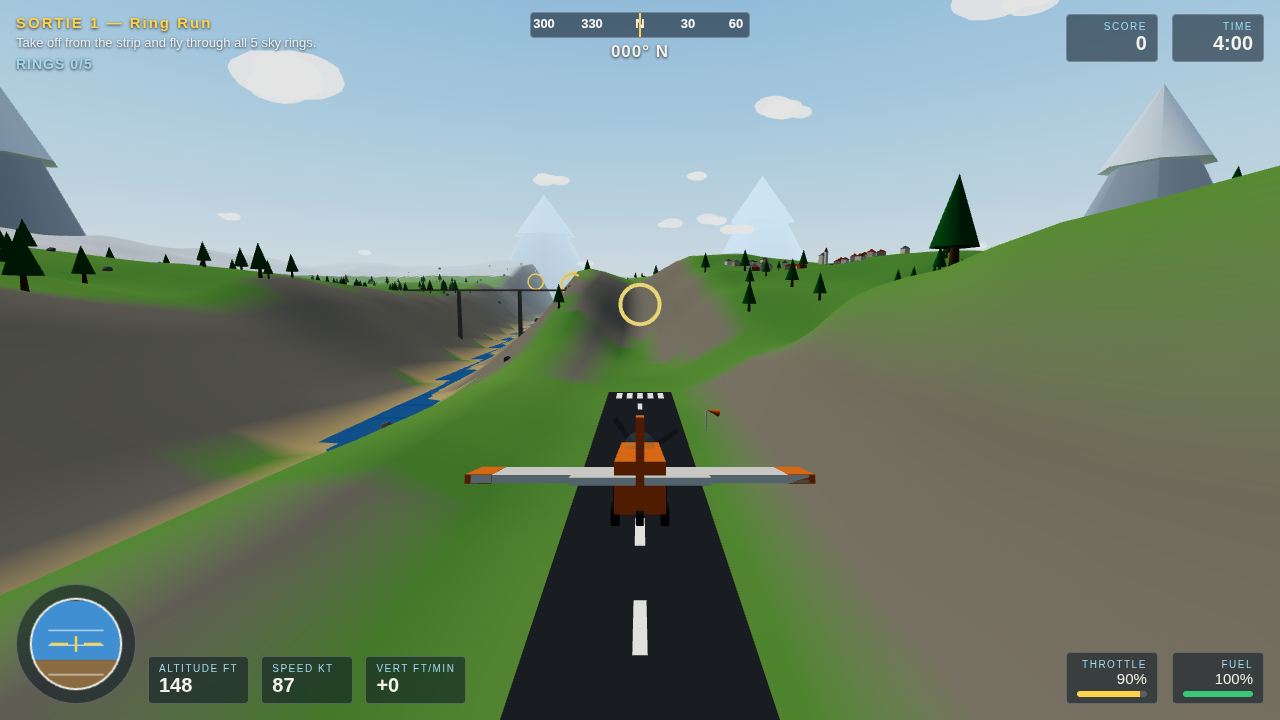 SORTIE 1 — Ring Run
Take off from the strip and fly through all 5 sky rings.
RINGS 0/5
300 330 N 30 60
000° N
SCORE
0
TIME
4:00
ALTITUDE FT
148
SPEED KT
87
VERT FT/MIN
+0
THROTTLE
90%
FUEL
100%